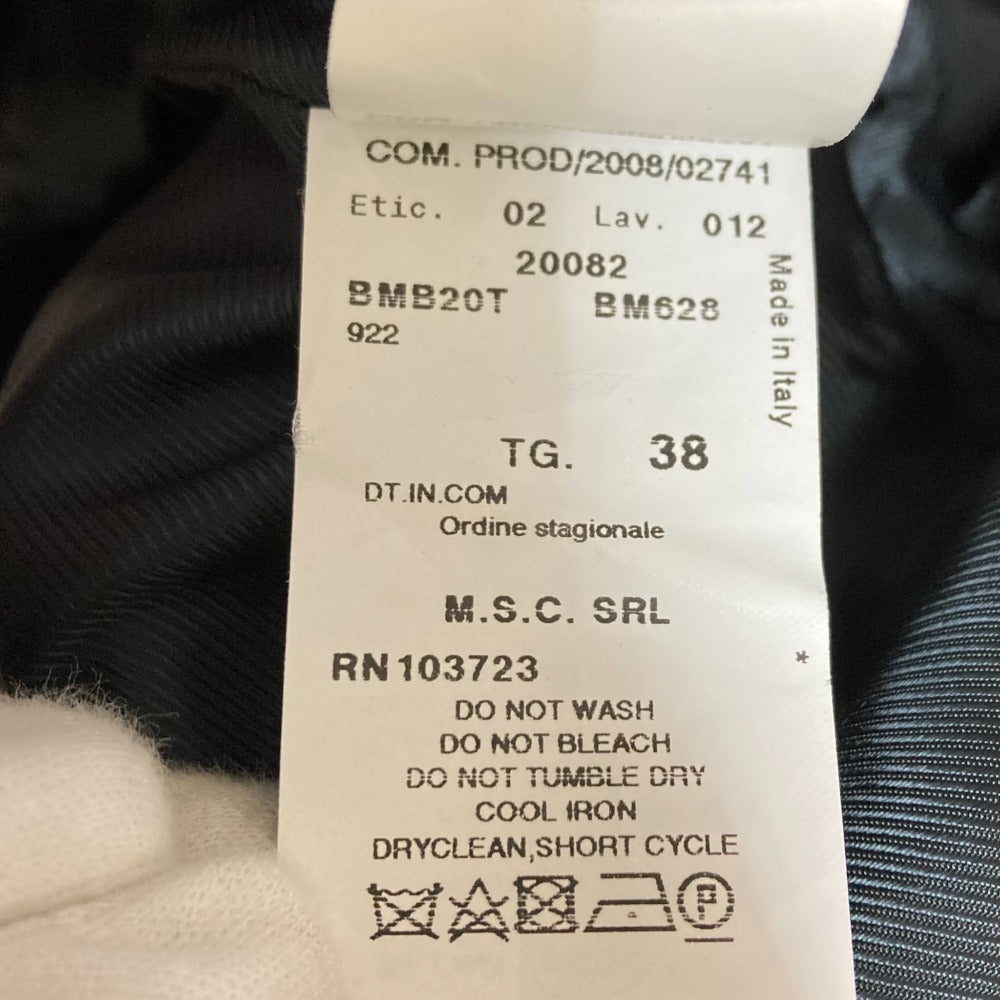 COM. PROD/2008/02741
Etic. 02 Lav. 012
20082
BMB20T BM628
922
Made in Italy
TG. 38
DT.IN.COM
Ordine stagionale
M.S.C. SRL
RN103723 *
DO NOT WASH
DO NOT BLEACH
DO NOT TUMBLE DRY
COOL IRON
DRYCLEAN,SHORT CYCLE
F